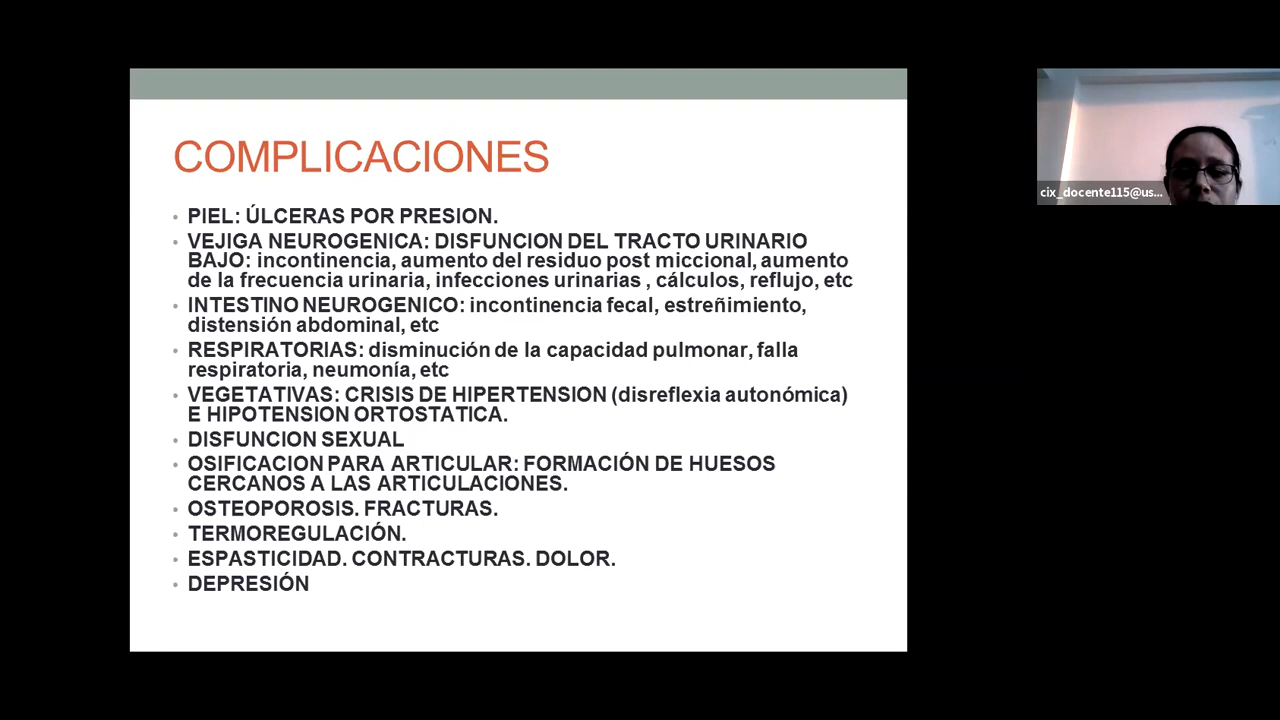 COMPLICACIONES
• PIEL: ÚLCERAS POR PRESION.
• VEJIGA NEUROGENICA: DISFUNCION DEL TRACTO URINARIO
BAJO: incontinencia, aumento del residuo post miccional, aumento
de la frecuencia urinaria, infecciones urinarias , cálculos, reflujo, etc
• INTESTINO NEUROGENICO: incontinencia fecal, estreñimiento,
distensión abdominal, etc
• RESPIRATORIAS: disminución de la capacidad pulmonar, falla
respiratoria, neumonía, etc
• VEGETATIVAS: CRISIS DE HIPERTENSION (disreflexia autonómica)
E HIPOTENSION ORTOSTATICA.
• DISFUNCION SEXUAL
• OSIFICACION PARA ARTICULAR: FORMACIÓN DE HUESOS
CERCANOS A LAS ARTICULACIONES.
• OSTEOPOROSIS. FRACTURAS.
• TERMOREGULACIÓN.
• ESPASTICIDAD. CONTRACTURAS. DOLOR.
• DEPRESIÓN
cix_docente115@us...